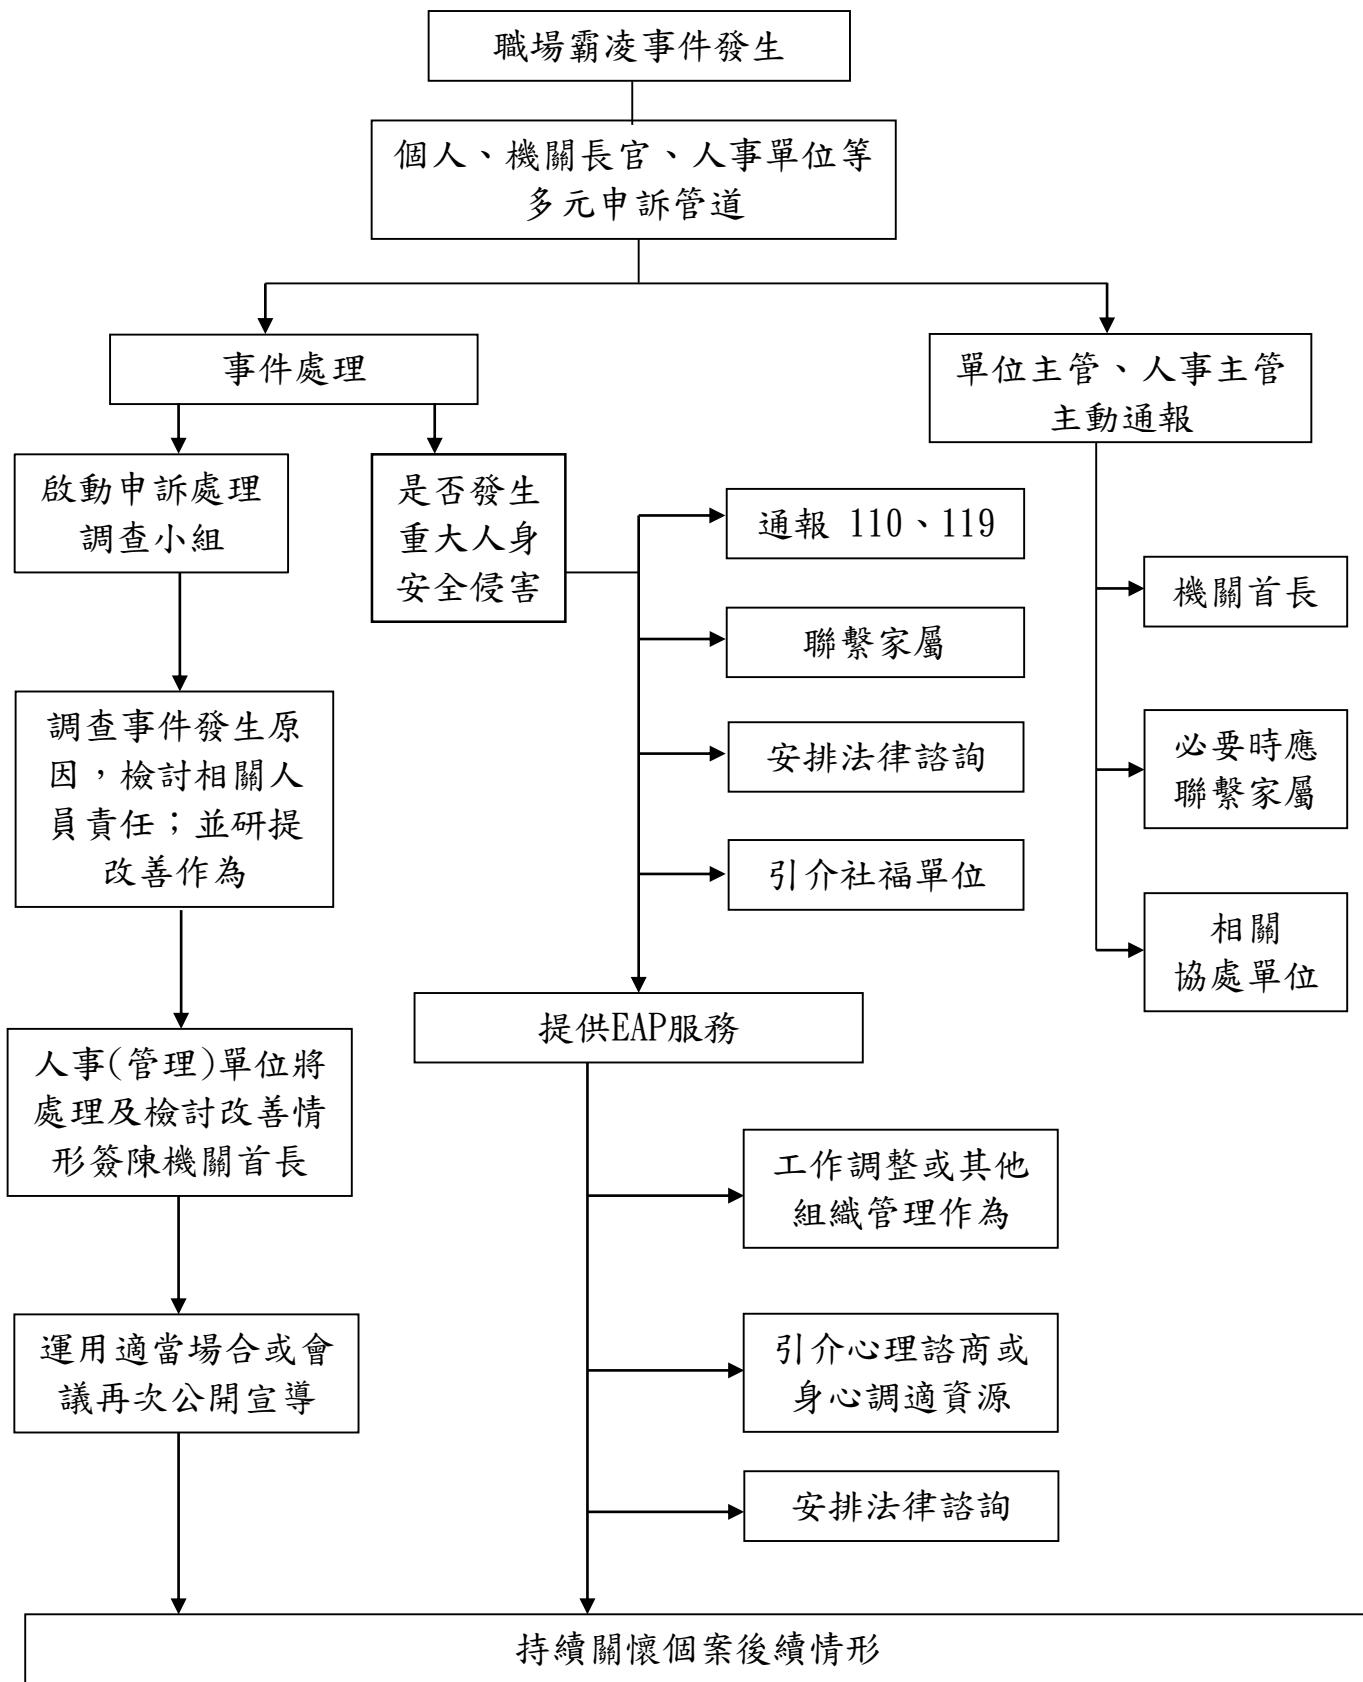 職場霸凌事件發生
個人、機關長官、人事單位等
多元申訴管道
事件處理
單位主管、人事主管
主動通報
啟動申訴處理
調查小組
是否發生
重大人身
安全侵害
通報 110、119
機關首長
聯繫家屬
調查事件發生原
因，檢討相關人
員責任；並研提
改善作為
安排法律諮詢
必要時應
聯繫家屬
引介社福單位
相關
協處單位
人事(管理)單位將
處理及檢討改善情
形簽陳機關首長
提供EAP服務
工作調整或其他
組織管理作為
運用適當場合或會
議再次公開宣導
引介心理諮商或
身心調適資源
安排法律諮詢
持續關懷個案後續情形